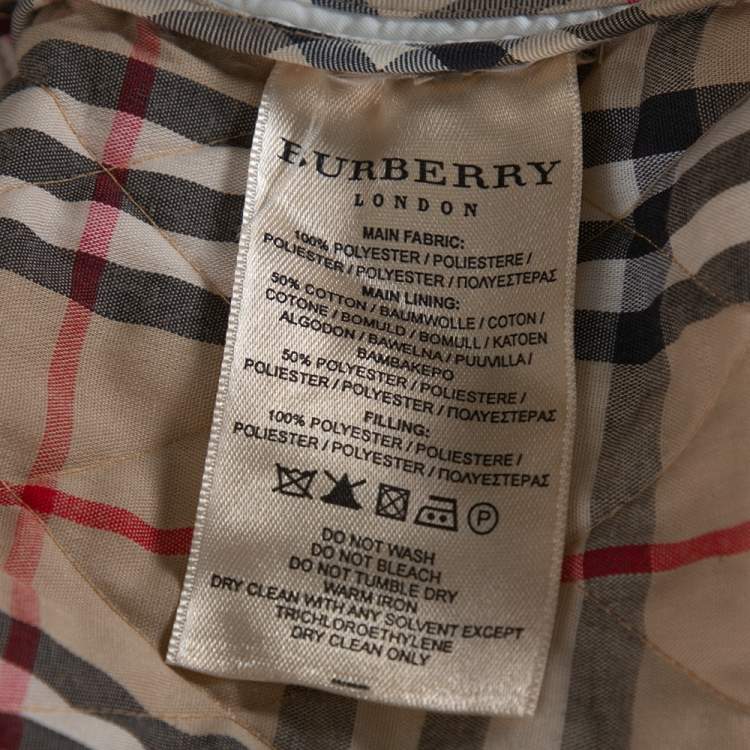 BURBERRY
LONDON
MAIN FABRIC:
100% POLYESTER / POLIESTERE /
POLIESTER / POLYESTER / ΠΟΛΥΕΣΤΕΡΑΣ
MAIN LINING:
50% COTTON / BAUMWOLLE / COTON /
COTONE / BOMULD / BOMULL / KATOEN
ALGODON / BAWELNA / PUUVILLA /
BAMBAKEPO
50% POLYESTER / POLIESTERE /
POLIESTER / POLYESTER / ΠΟΛΥΕΣΤΕΡΑΣ
FILLING:
100% POLYESTER / POLIESTERE /
POLIESTER / POLYESTER / ΠΟΛΥΕΣΤΕΡΑΣ
P
DO NOT WASH
DO NOT BLEACH
DO NOT TUMBLE DRY
WARM IRON
DRY CLEAN WITH ANY SOLVENT EXCEPT
TRICHLOROETHYLENE
DRY CLEAN ONLY